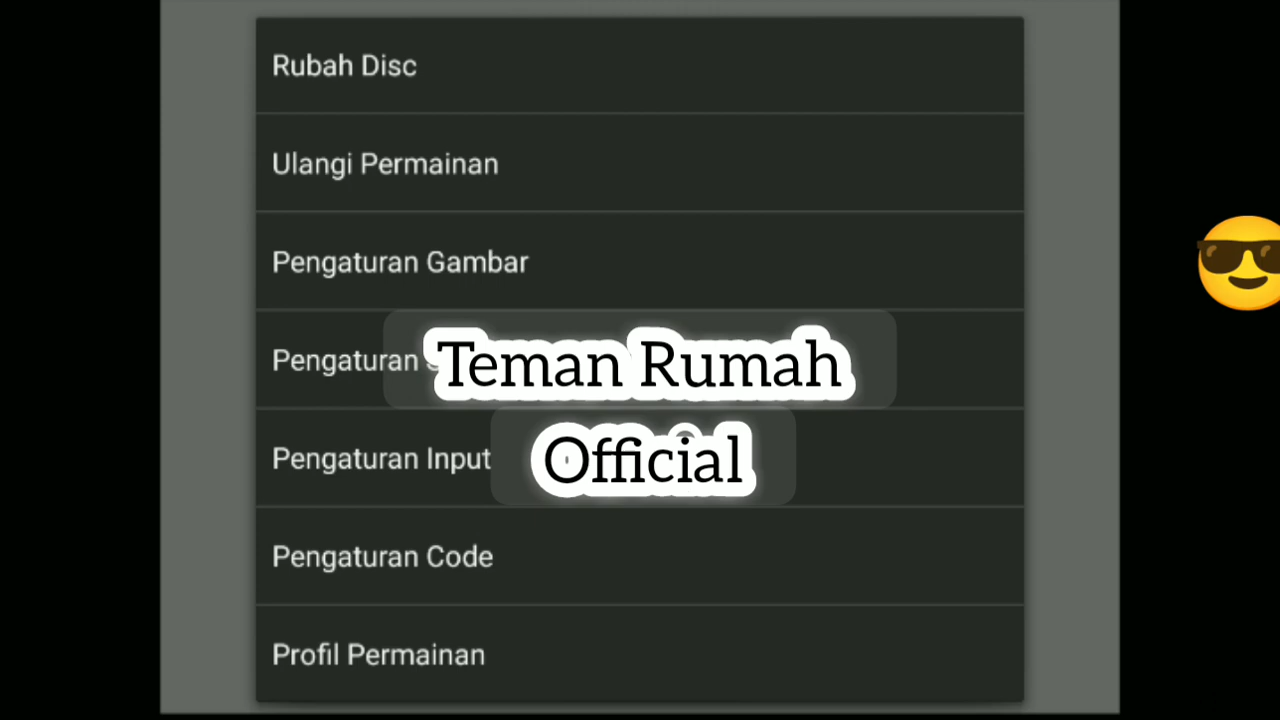 Rubah Disc
Ulangi Permainan
Pengaturan Gambar
Pengaturan
Teman Rumah
Pengaturan Input
Official
Pengaturan Code
Profil Permainan